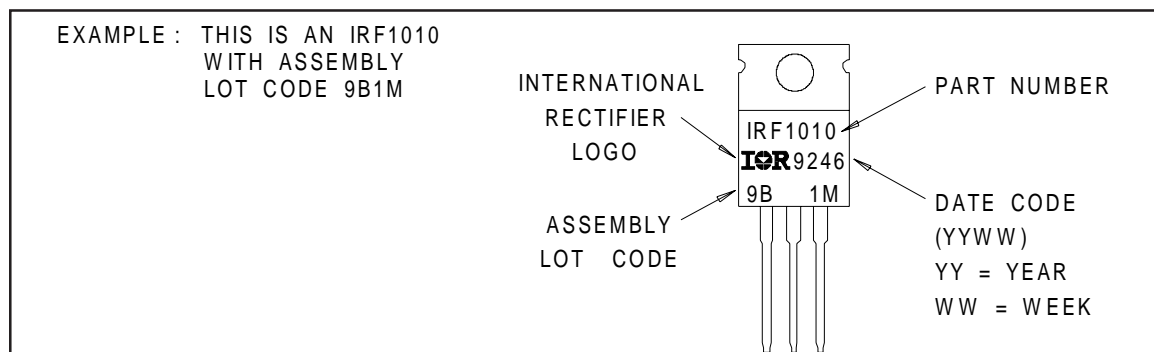 EXAMPLE : THIS IS AN IRF1010
WITH ASSEMBLY
LOT CODE 9B1M
INTERNATIONAL
RECTIFIER
LOGO
ASSEMBLY
LOT CODE
IRF1010
IOR 9246
9B 1M
PART NUMBER
DATE CODE
(YYWW)
YY = YEAR
WW = WEEK